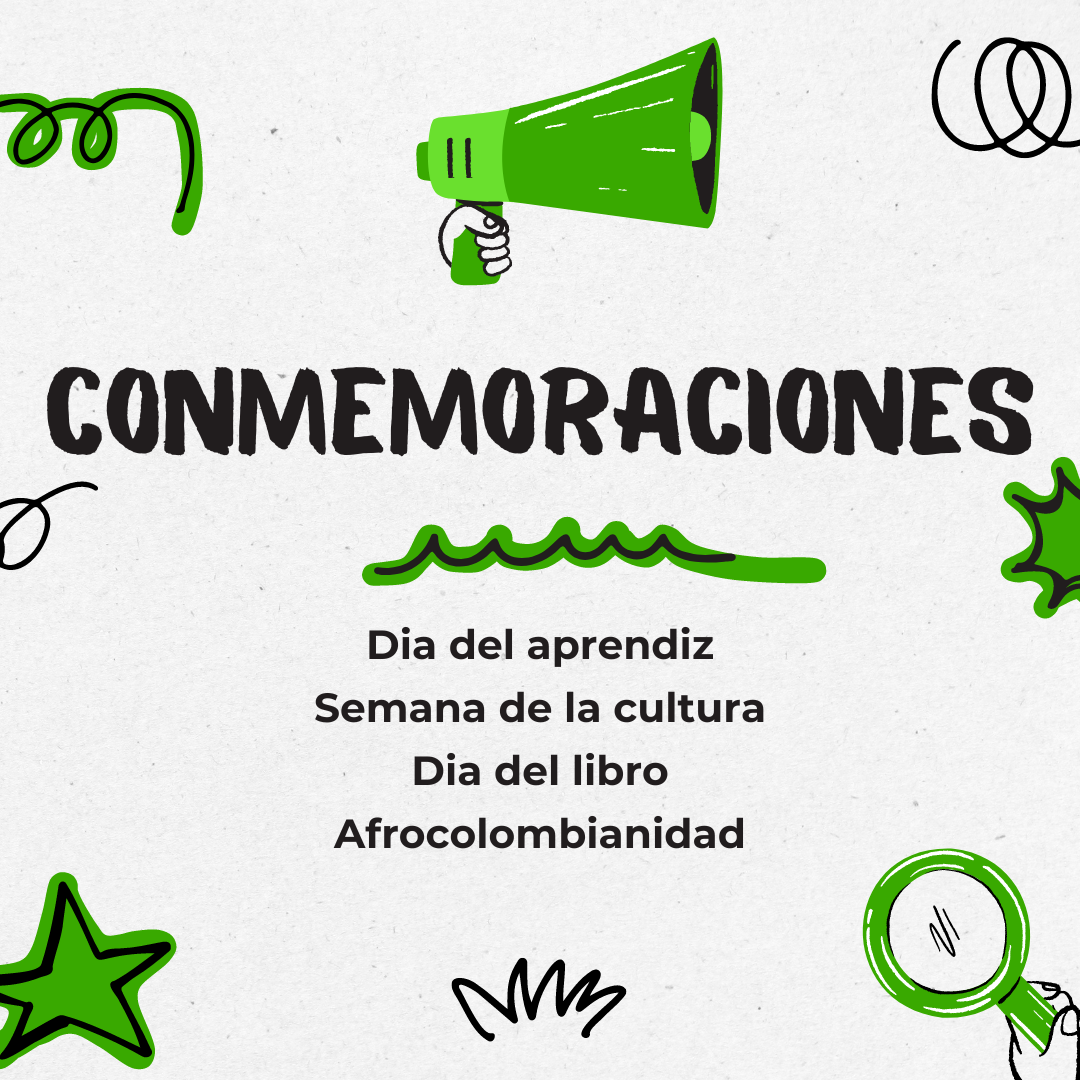 CONMEMORACIONES
Dia del aprendiz
Semana de la cultura
Dia del libro
Afrocolombianidad